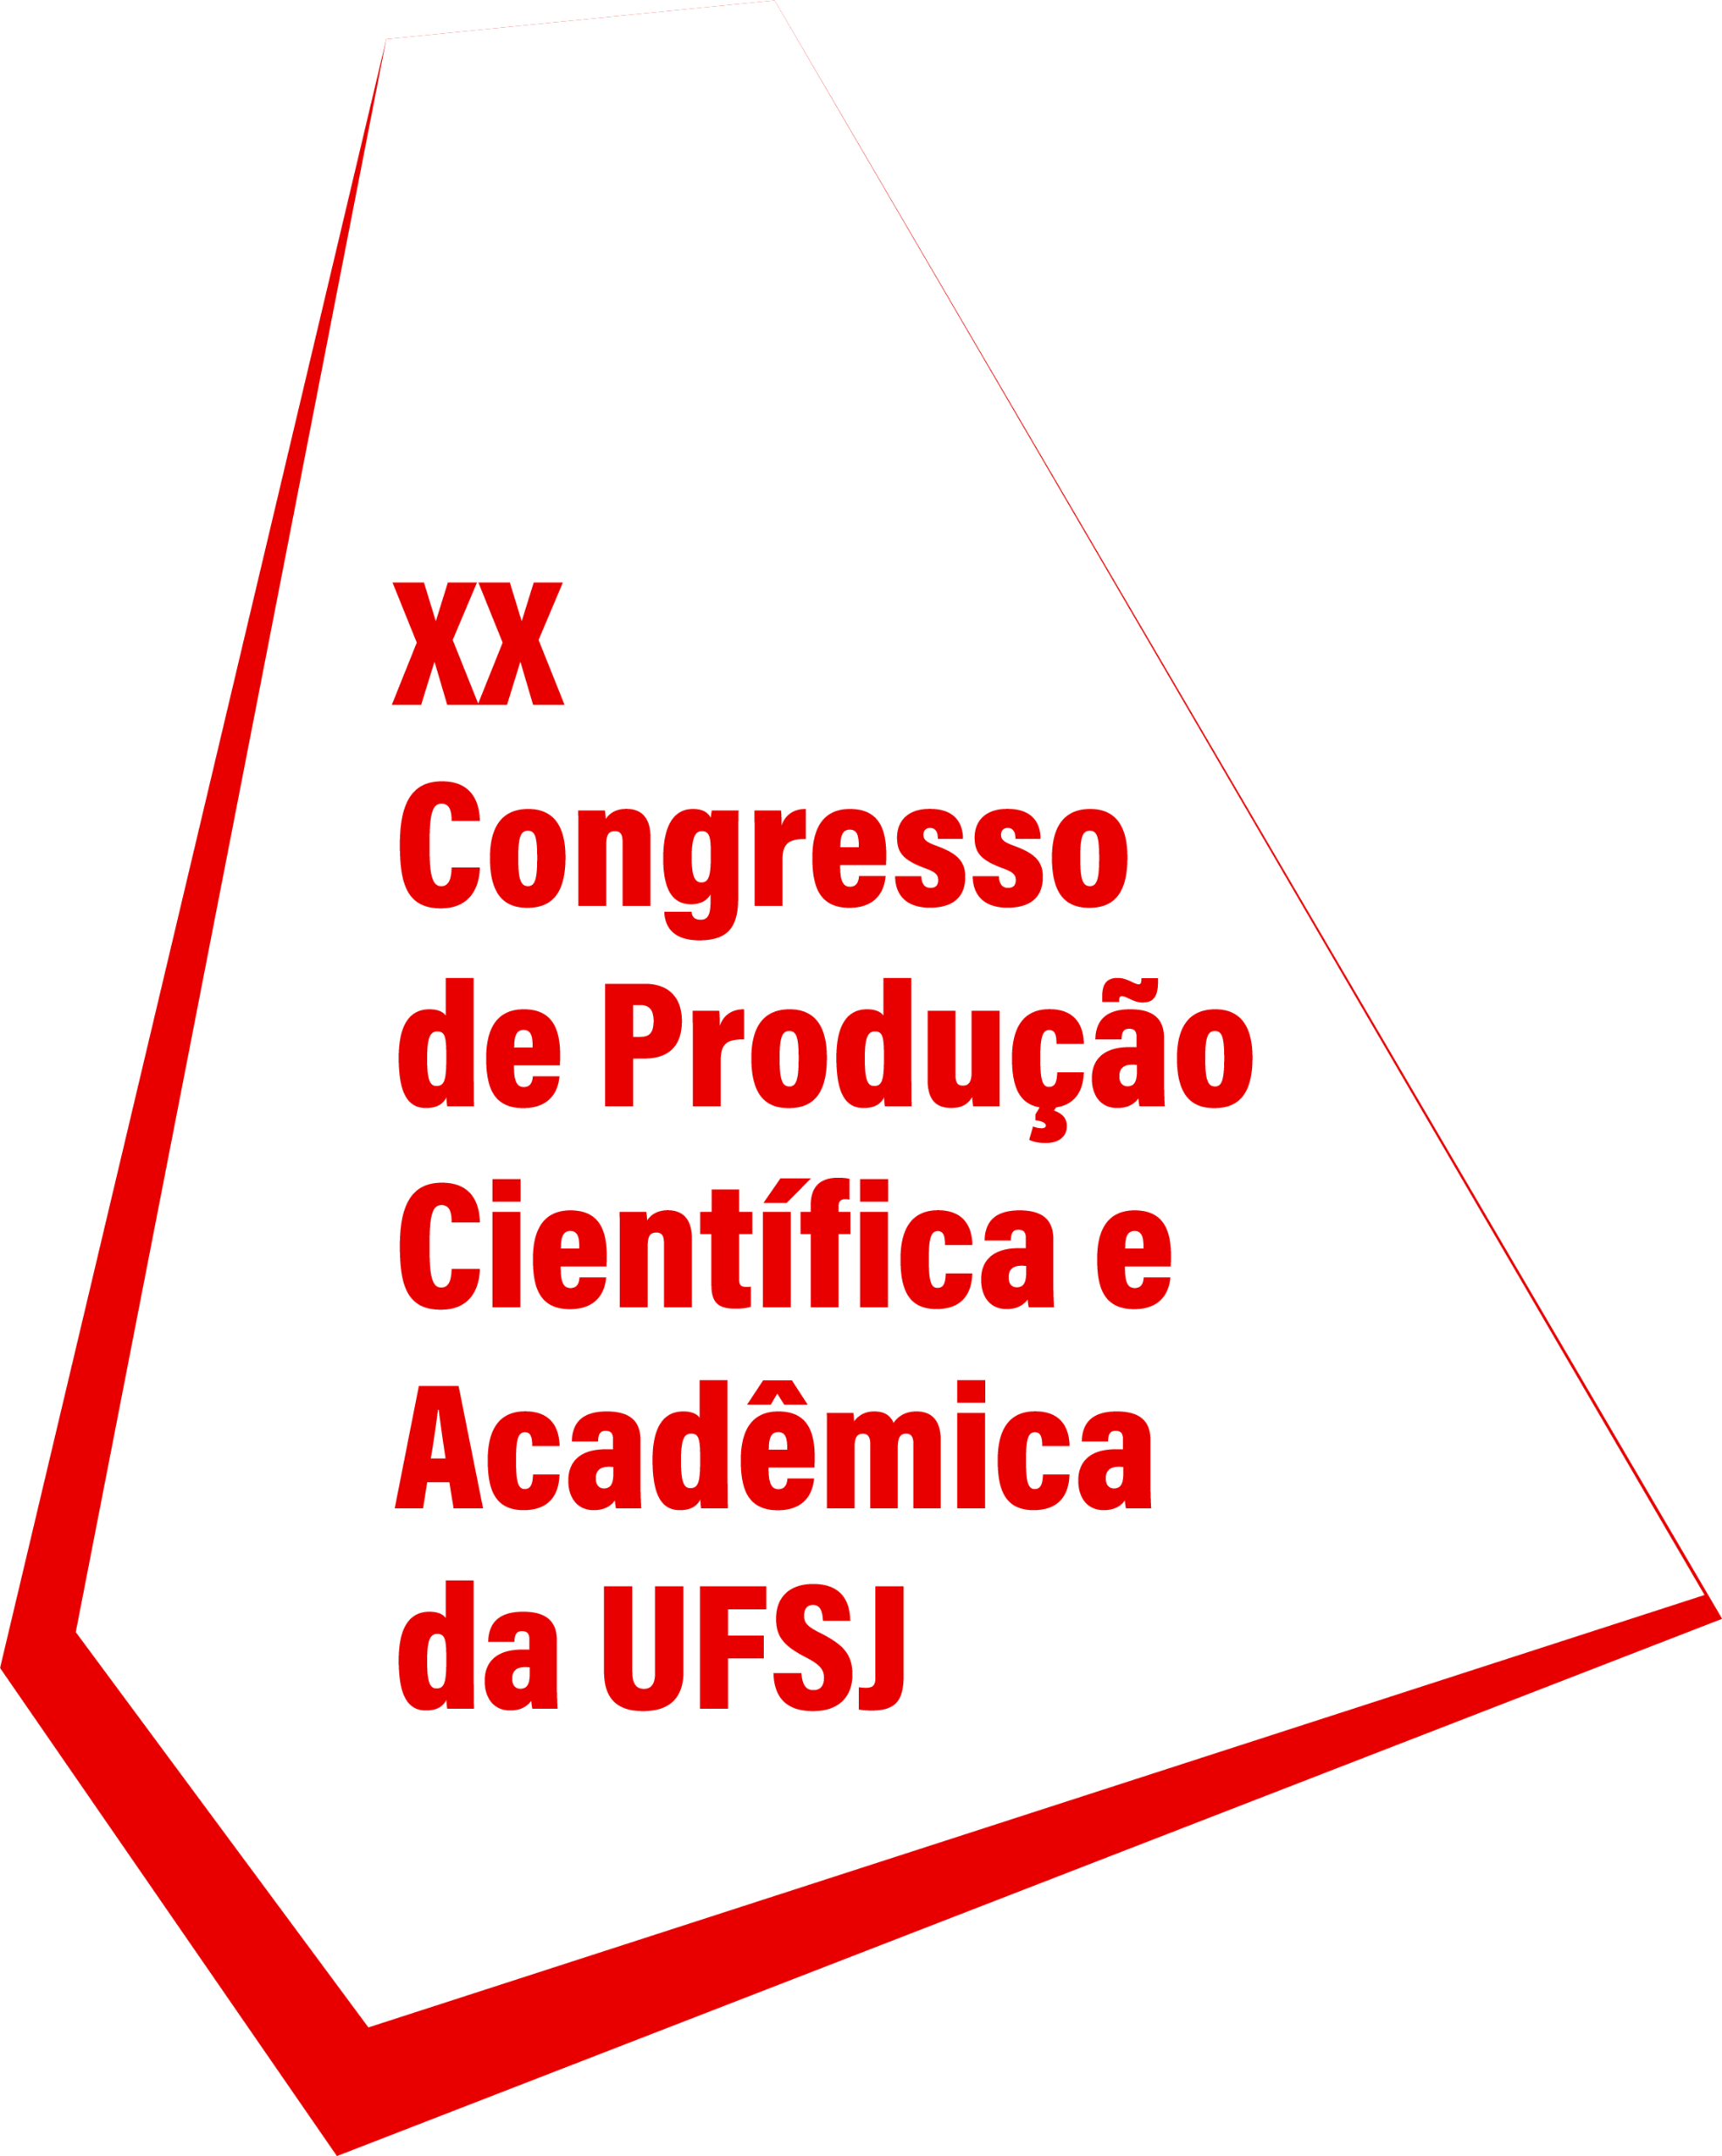 XX
Congresso
de Produção
Científica e
Acadêmica
da UFSJ